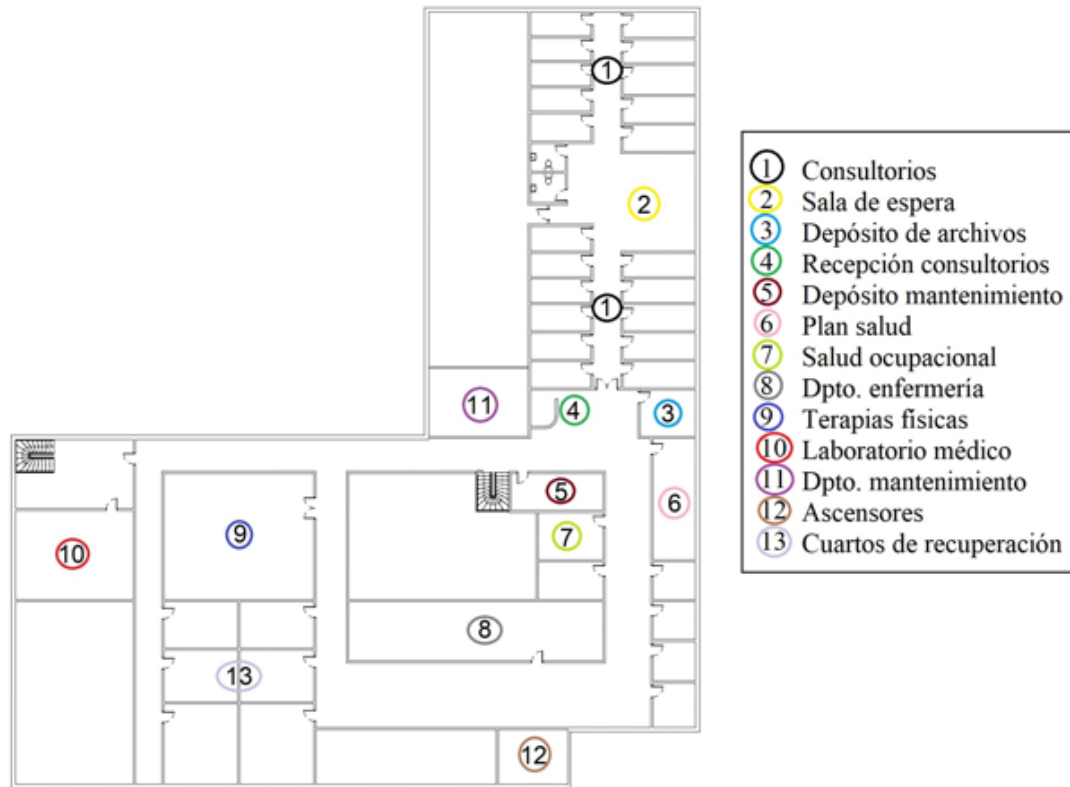 1
2
1
11
4
3
5
6
9
7
10
8
13
12
1 Consultorios
2 Sala de espera
3 Depósito de archivos
4 Recepción consultorios
5 Depósito mantenimiento
6 Plan salud
7 Salud ocupacional
8 Dpto. enfermería
9 Terapias físicas
10 Laboratorio médico
11 Dpto. mantenimiento
12 Ascensores
13 Cuartos de recuperación